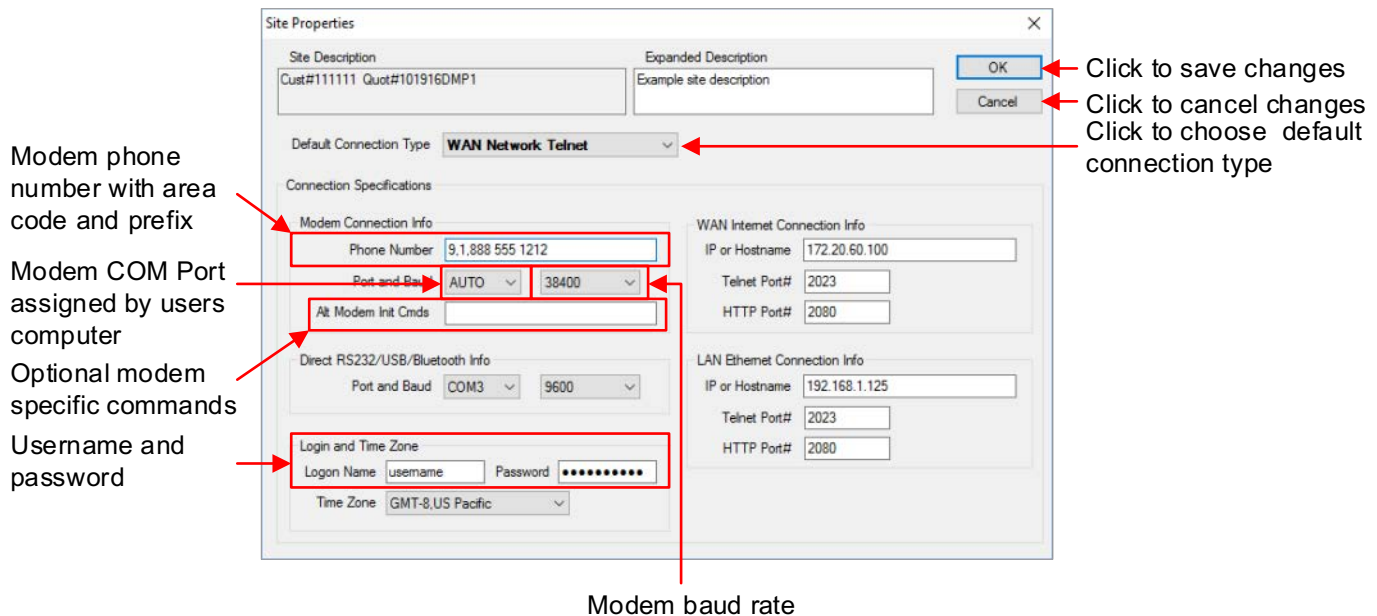 Site Properties
Site Description
Expanded Description
Cust#111111 Quot#101916DMP1
Example site description
OK
Cancel
Click to save changes
Click to cancel changes
Click to choose default
connection type
Default Connection Type WAN Network Telnet
Modem phone
number with area
code and prefix
Modem COM Port
assigned by users
computer
Optional modem
specific commands
Username and
password
Connection Specifications
Modem Connection Info
Phone Number 9,1,888 555 1212
Port and Baud AUTO 38400
Alt Modem Init Cmds
Direct RS232/USB/Bluetooth Info
Port and Baud COM3 9600
Login and Time Zone
Logon Name username Password ●●●●●●●●●●
Time Zone GMT-8,US Pacific
WAN Internet Connection Info
IP or Hostname 172.20.60.100
Telnet Port# 2023
HTTP Port# 2080
LAN Ethernet Connection Info
IP or Hostname 192.168.1.125
Telnet Port# 2023
HTTP Port# 2080
Modem baud rate